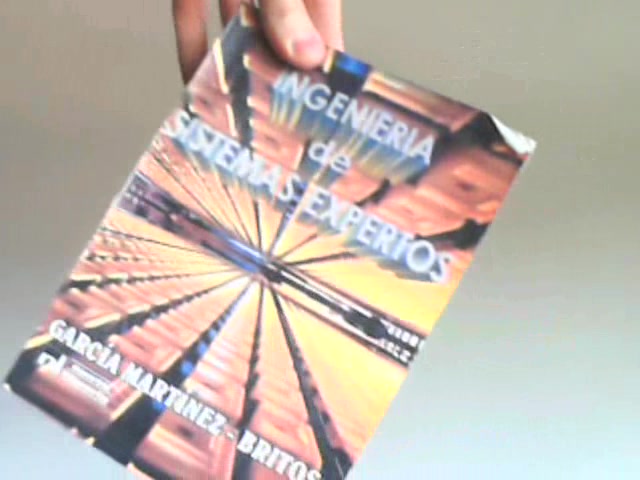 INGENIERIA
de
SISTEMAS EXPERTOS
GARCIA MARTINEZ - BRITOS